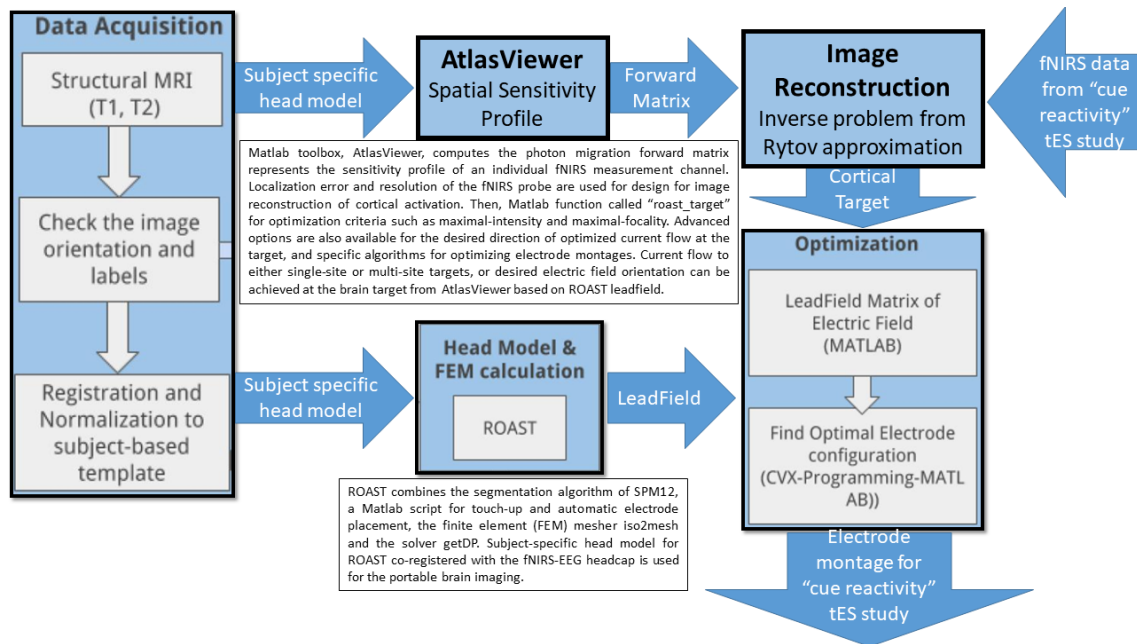 Data Acquisition
Structural MRI
(T1, T2)
Check the image
orientation and
labels
Registration and
Normalization to
subject-based
template
Subject specific
head model
AtlasViewer
Spatial Sensitivity
Profile
Forward
Matrix
Image
Reconstruction
Inverse problem from
Rytov approximation
fNIRS data
from “cue
reactivity”
tES study
Matlab toolbox, AtlasViewer, computes the photon migration forward matrix
represents the sensitivity profile of an individual fNIRS measurement channel.
Localization error and resolution of the fNIRS probe are used for design for image
reconstruction of cortical activation. Then, Matlab function called “roast_target”
for optimization criteria such as maximal-intensity and maximal-focality. Advanced
options are also available for the desired direction of optimized current flow at the
target, and specific algorithms for optimizing electrode montages. Current flow to
either single-site or multi-site targets, or desired electric field orientation can be
achieved at the brain target from AtlasViewer based on ROAST leadfield.
Cortical
Target
Subject specific
head model
Head Model &
FEM calculation
ROAST
LeadField
ROAST combines the segmentation algorithm of SPM12,
a Matlab script for touch-up and automatic electrode
placement, the finite element (FEM) mesher iso2mesh
and the solver getDP. Subject-specific head model for
ROAST co-registered with the fNIRS-EEG headcap is used
for the portable brain imaging.
Optimization
LeadField Matrix of
Electric Field
(MATLAB)
Find Optimal Electrode
configuration
(CVX-Programming-MATL
AB))
Electrode
montage for
“cue reactivity”
tES study